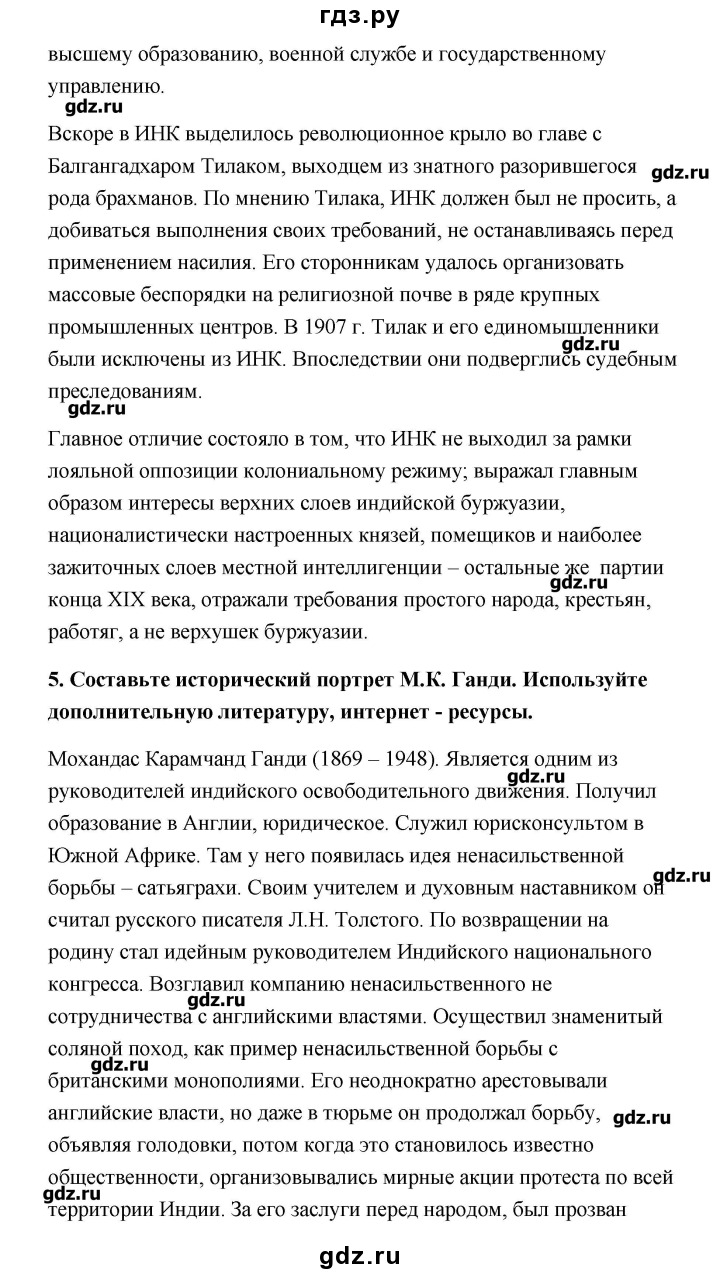 гдз.ру
высшему образованию, военной службе и государственному
управлению.
gdz.ru
Вскоре в ИНК выделилось революционное крыло во главе с
Балгангадхаром Тилаком, выходцем из знатного разорившегося
gdz.ru
рода брахманов. По мнению Тилака, ИНК должен был не просить, а
добиваться выполнения своих требований, не останавливаясь перед
применением насилия. Его сторонникам удалось организовать
массовые беспорядки на религиозной почве в ряде крупных
промышленных центров. В 1907 г. Тилак и его единомышленники
gdz.ru
были исключены из ИНК. Впоследствии они подверглись судебным
преследованиям.
gdz.ru
Главное отличие состояло в том, что ИНК не выходил за рамки
лояльной оппозиции колониальному режиму; выражал главным
образом интересы верхних слоев индийской буржуазии,
националистически настроенных князей, помещиков и наиболее
зажиточных слоев местной интеллигенции – остальные же  партии
gdz.ru
конца XIX века, отражали требования простого народа, крестьян,
работяг, а не верхушек буржуазии.
5. Составьте исторический портрет М.К. Ганди. Используйте
дополнительную литературу, интернет - ресурсы.
Мохандас Карамчанд Ганди (1869 – 1948). Является одним из
gdz.ru
руководителей индийского освободительного движения. Получил
образование в Англии, юридическое. Служил юрисконсультом в
Южной Африке. Там у него появилась идея ненасильственной
gdz.ru
борьбы – сатьяграхи. Своим учителем и духовным наставником он
считал русского писателя Л.Н. Толстого. По возвращении на
родину стал идейным руководителем Индийского национального
конгресса. Возглавил компанию ненасильственного не
gdz.ru
сотрудничества с английскими властями. Осуществил знаменитый
соляной поход, как пример ненасильственной борьбы с
gdz.ru
британскими монополиями. Его неоднократно арестовывали
английские власти, но даже в тюрьме он продолжал борьбу,
gdz.ru
объявляя голодовки, потом когда это становилось известно
общественности, организовывались мирные акции протеста по всей
gdz.ru
территории Индии. За его заслуги перед народом, был прозван
gdz.ru